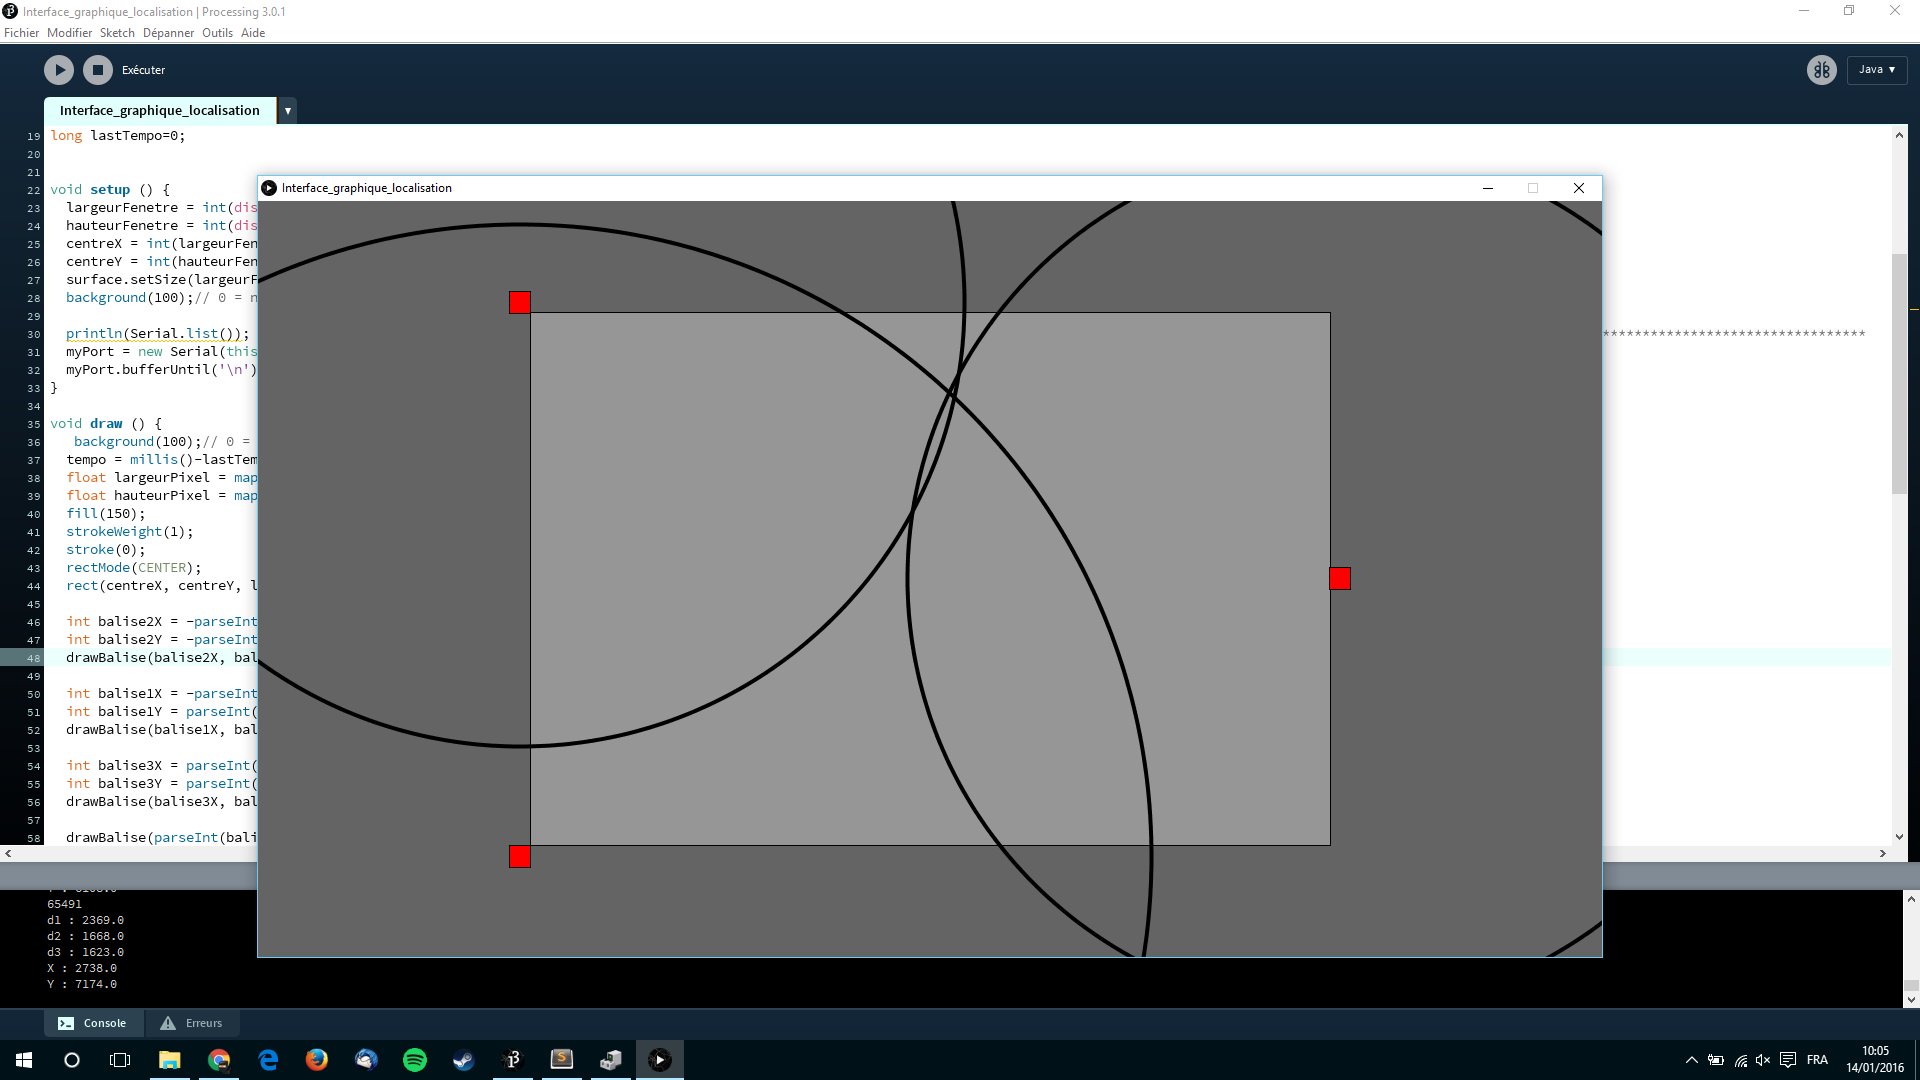 Interface_graphique_localisation | Processing 3.0.1
Fichier Modifier Sketch Dépanner Outils Aide
Exécuter
Java ▾
Interface_graphique_localisation ▾
19 long lastTempo=0;
20
21
22 void setup () {
Interface_graphique_localisation
23 largeurFenetre = int(dis
24 hauteurFenetre = int(dis
25 centreX = int(largeurFen
26 centreY = int(hauteurFen
27 surface.setSize(largeurF
28 background(100);// 0 = n
29
30 println(Serial.list());
31 myPort = new Serial(this
32 myPort.bufferUntil('\n')
33 }
34
35 void draw () {
36 background(100);// 0 =
37 tempo = millis()-lastTem
38 float largeurPixel = map
39 float hauteurPixel = map
40 fill(150);
41 strokeWeight(1);
42 stroke(0);
43 rectMode(CENTER);
44 rect(centreX, centreY, l
45
46 int balise2X = -parseInt
47 int balise2Y = -parseInt
48 drawBalise(balise2X, bal
49
50 int balise1X = -parseInt
51 int balise1Y = parseInt(
52 drawBalise(balise1X, bal
53
54 int balise3X = parseInt(
55 int balise3Y = parseInt(
56 drawBalise(balise3X, bal
57
58 drawBalise(parseInt(bali
65491
d1 : 2369.0
d2 : 1668.0
d3 : 1623.0
X : 2738.0
Y : 7174.0
Console Erreurs
FRA
10:05
14/01/2016